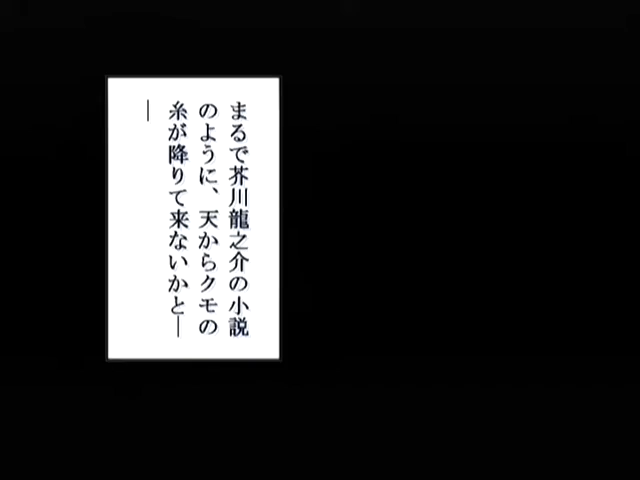 まるで芥川龍之介の小説
のように、天からクモの
糸が降りて来ないかと―
―